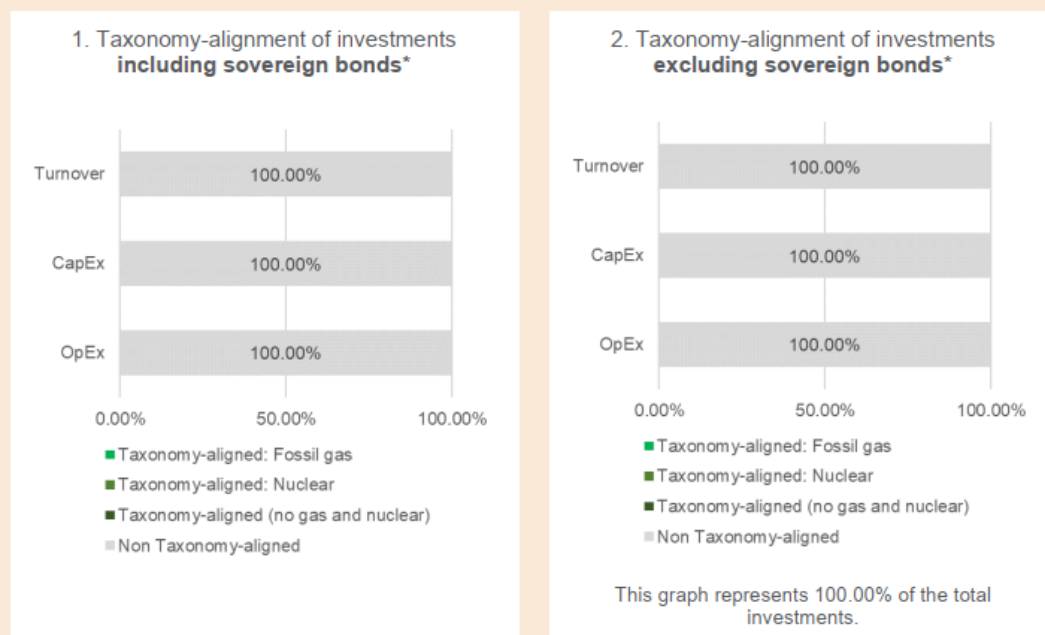 1. Taxonomy-alignment of investments
including sovereign bonds*
Turnover
100.00%
CapEx
100.00%
OpEx
100.00%
0.00%
50.00%
100.00%
Taxonomy-aligned: Fossil gas
Taxonomy-aligned: Nuclear
Taxonomy-aligned (no gas and nuclear)
Non Taxonomy-aligned
2. Taxonomy-alignment of investments
excluding sovereign bonds*
Turnover
100.00%
CapEx
100.00%
OpEx
100.00%
0.00%
50.00%
100.00%
Taxonomy-aligned: Fossil gas
Taxonomy-aligned: Nuclear
Taxonomy-aligned (no gas and nuclear)
Non Taxonomy-aligned
This graph represents 100.00% of the total
investments.